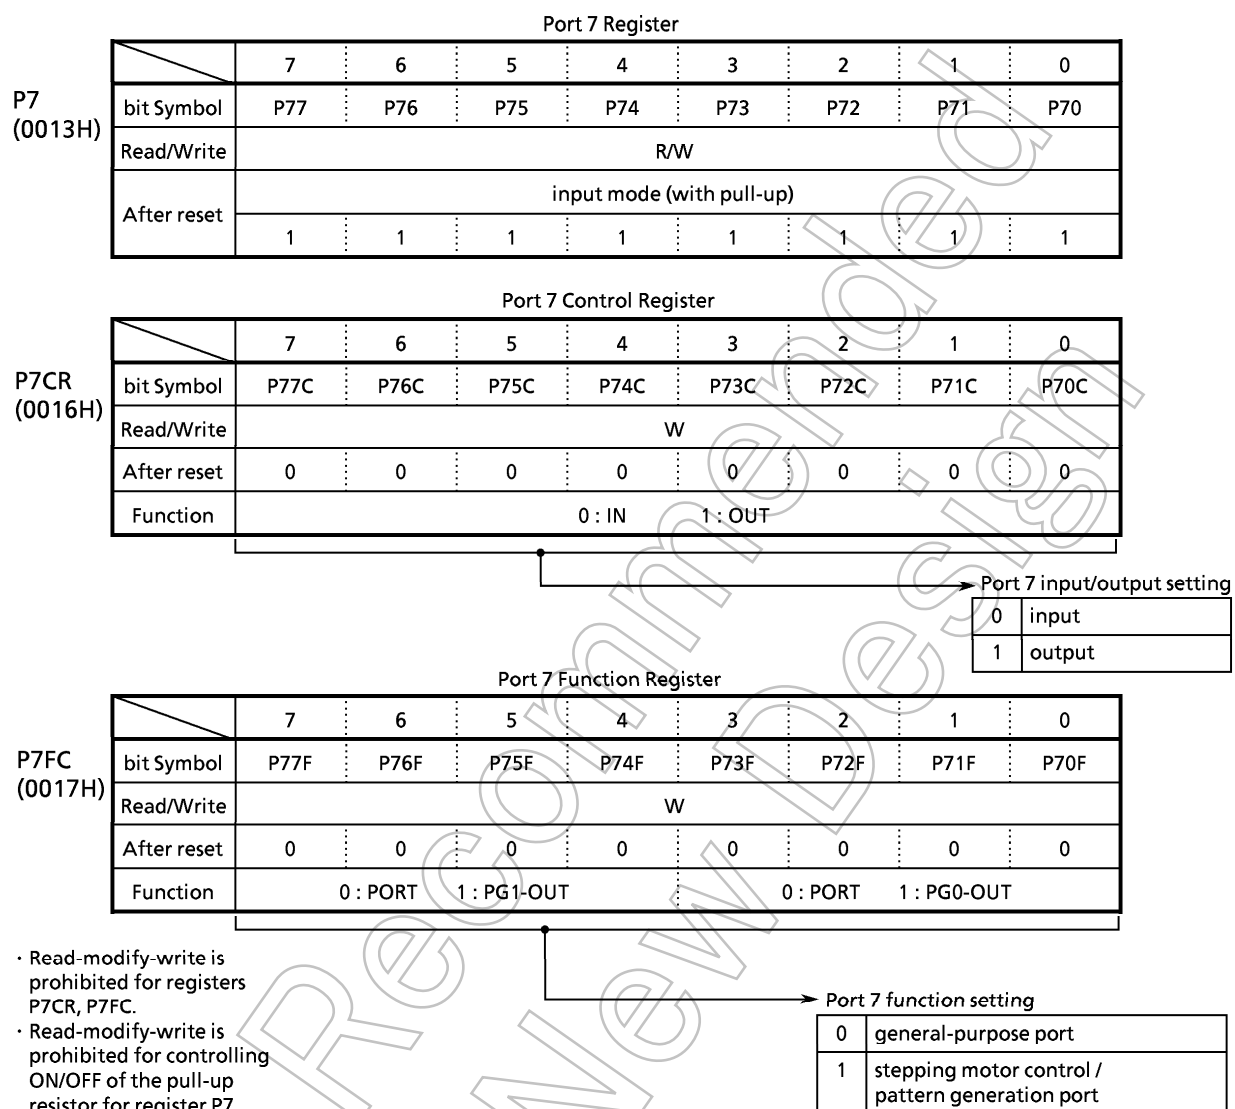 Port 7 Register
7 6 5 4 3 2 1 0
P7
(0013H)
bit Symbol P77 P76 P75 P74 P73 P72 P71 P70
Read/Write R/W
After reset
input mode (with pull-up)
1 1 1 1 1 1 1 1
Port 7 Control Register
7 6 5 4 3 2 1 0
P7CR
(0016H)
bit Symbol P77C P76C P75C P74C P73C P72C P71C P70C
Read/Write W
After reset 0 0 0 0 0 0 0 0
Function 0 : IN 1 : OUT
Port 7 input/output setting
0 input
1 output
Port 7 Function Register
7 6 5 4 3 2 1 0
P7FC
(0017H)
bit Symbol P77F P76F P75F P74F P73F P72F P71F P70F
Read/Write W
After reset 0 0 0 0 0 0 0 0
Function 0 : PORT 1 : PG1-OUT 0 : PORT 1 : PG0-OUT
· Read-modify-write is
prohibited for registers
P7CR, P7FC.
· Read-modify-write is
prohibited for controlling
ON/OFF of the pull-up
resistor for register P7
Port 7 function setting
0 general-purpose port
1 stepping motor control /
pattern generation port
Recommended
New Design